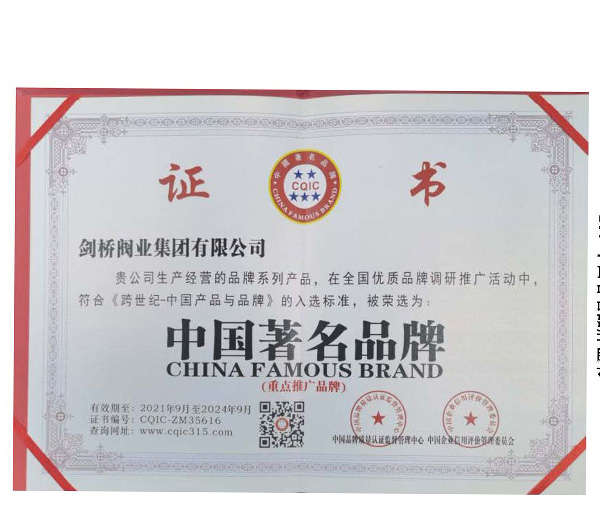 证 书
中国著名品牌
CQIC
CHINA FAMOUS BRAND
剑桥阀业集团有限公司
贵公司生产经营的品牌系列产品，在全国优质品牌调研推广活动中，
符合《跨世纪-中国产品与品牌》的入选标准，被荣选为：
中国著名品牌
CHINA FAMOUS BRAND
(重点推广品牌)
有效期至：2021年9月至2024年9月
证书编号：CQIC-ZM35616
查询网址：www.cqic315.com
中国品牌质量认证监督管理中心 中国企业信用评价管理委员会